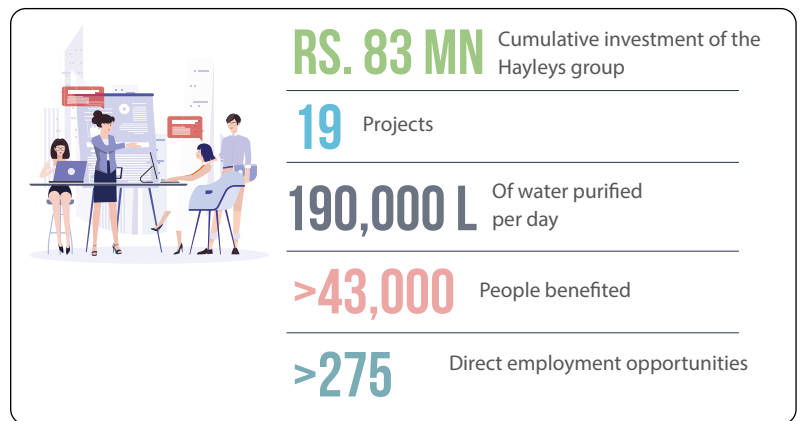 RS. 83 MN
Cumulative investment of the
Hayleys group
19
Projects
190,000 L
Of water purified
per day
>43,000
People benefited
>275
Direct employment opportunities